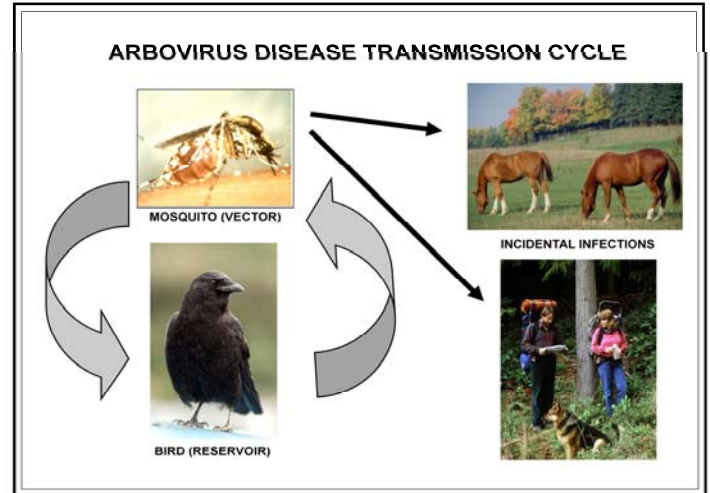 ARBOVIRUS DISEASE TRANSMISSION CYCLE
MOSQUITO (VECTOR)
INCIDENTAL INFECTIONS
BIRD (RESERVOIR)